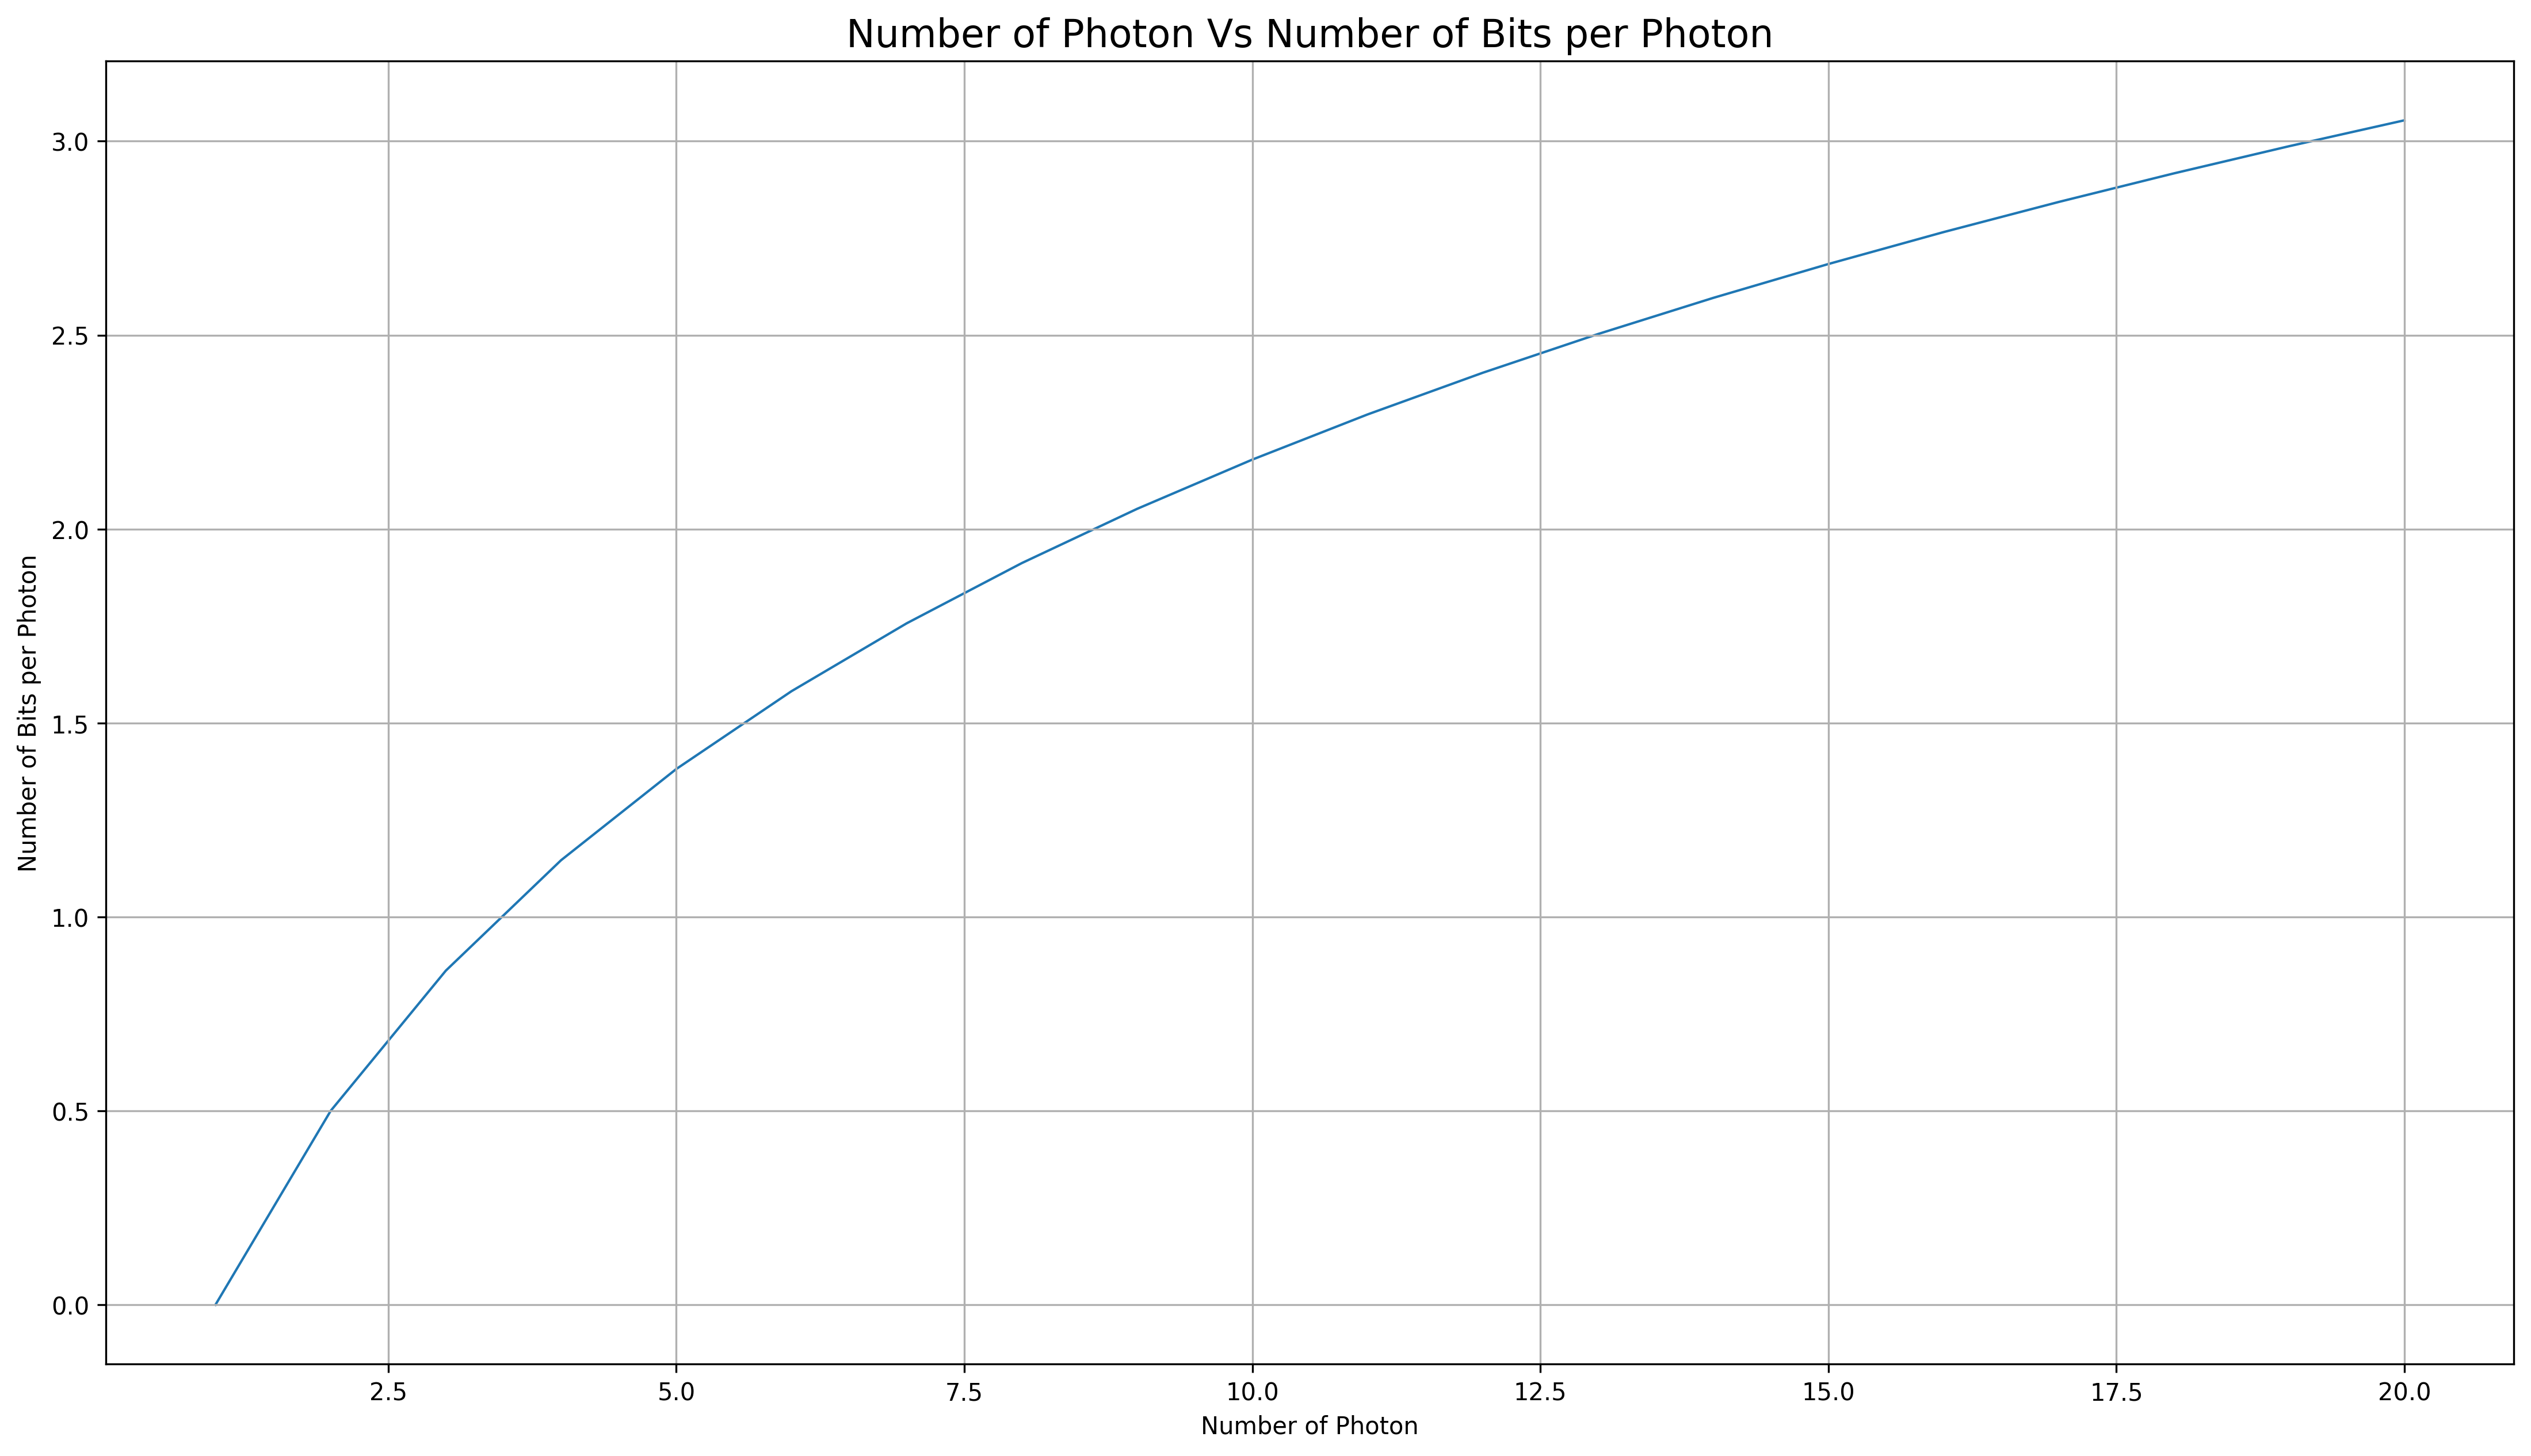 Number of Photon Vs Number of Bits per Photon
3.0
2.5
2.0
1.5
1.0
0.5
0.0
Number of Bits per Photon
2.5 5.0 7.5 10.0 12.5 15.0 17.5 20.0
Number of Photon